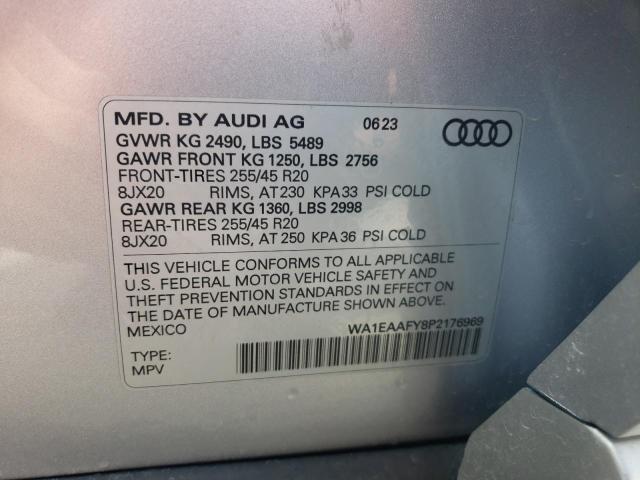 MFD. BY AUDI AG 0623
GVWR KG 2490, LBS 5489
GAWR FRONT KG 1250, LBS 2756
FRONT-TIRES 255/45 R20
8JX20 RIMS, AT 230 KPA 33 PSI COLD
GAWR REAR KG 1360, LBS 2998
REAR-TIRES 255/45 R20
8JX20 RIMS, AT 250 KPA 36 PSI COLD
THIS VEHICLE CONFORMS TO ALL APPLICABLE
U.S. FEDERAL MOTOR VEHICLE SAFETY AND
THEFT PREVENTION STANDARDS IN EFFECT ON
THE DATE OF MANUFACTURE SHOWN ABOVE.
MEXICO WA1EAAFY8P2176969
TYPE:
MPV